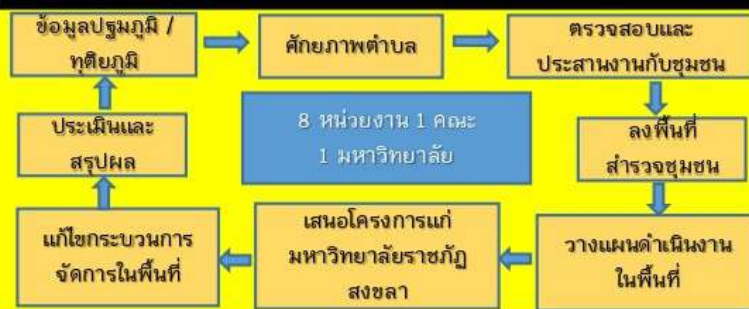 ข้อมูลปฐมภูมิ /
ทุติยภูมิ
ศักยภาพตำบล
ตรวจสอบและ
ประสานงานกับชุมชน
ลงพื้นที่
สำรวจชุมชน
วางแผนดำเนินงาน
ในพื้นที่
เสนอโครงการแก่
มหาวิทยาลัยราชภัฏ
สงขลา
แก้ไขกระบวนการ
จัดการในพื้นที่
ประเมินและ
สรุปผล
8 หน่วยงาน 1 คณะ
1 มหาวิทยาลัย